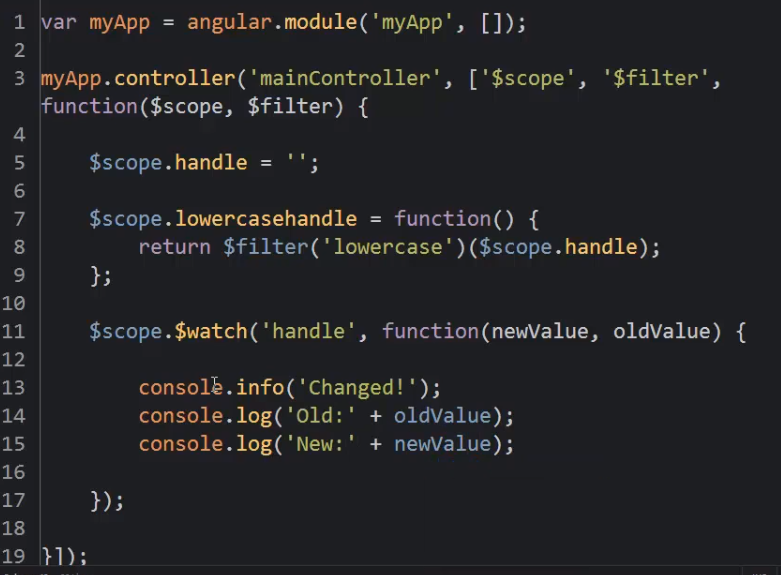 1 var myApp = angular.module('myApp', []);
2
3 myApp.controller('mainController', ['$scope', '$filter',
function($scope, $filter) {
4
5     $scope.handle = '';
6
7     $scope.lowercasehandle = function() {
8         return $filter('lowercase')($scope.handle);
9     };
10
11     $scope.$watch('handle', function(newValue, oldValue) {
12
13         console.info('Changed!');
14         console.log('Old:' + oldValue);
15         console.log('New:' + newValue);
16
17     });
18
19 }]);